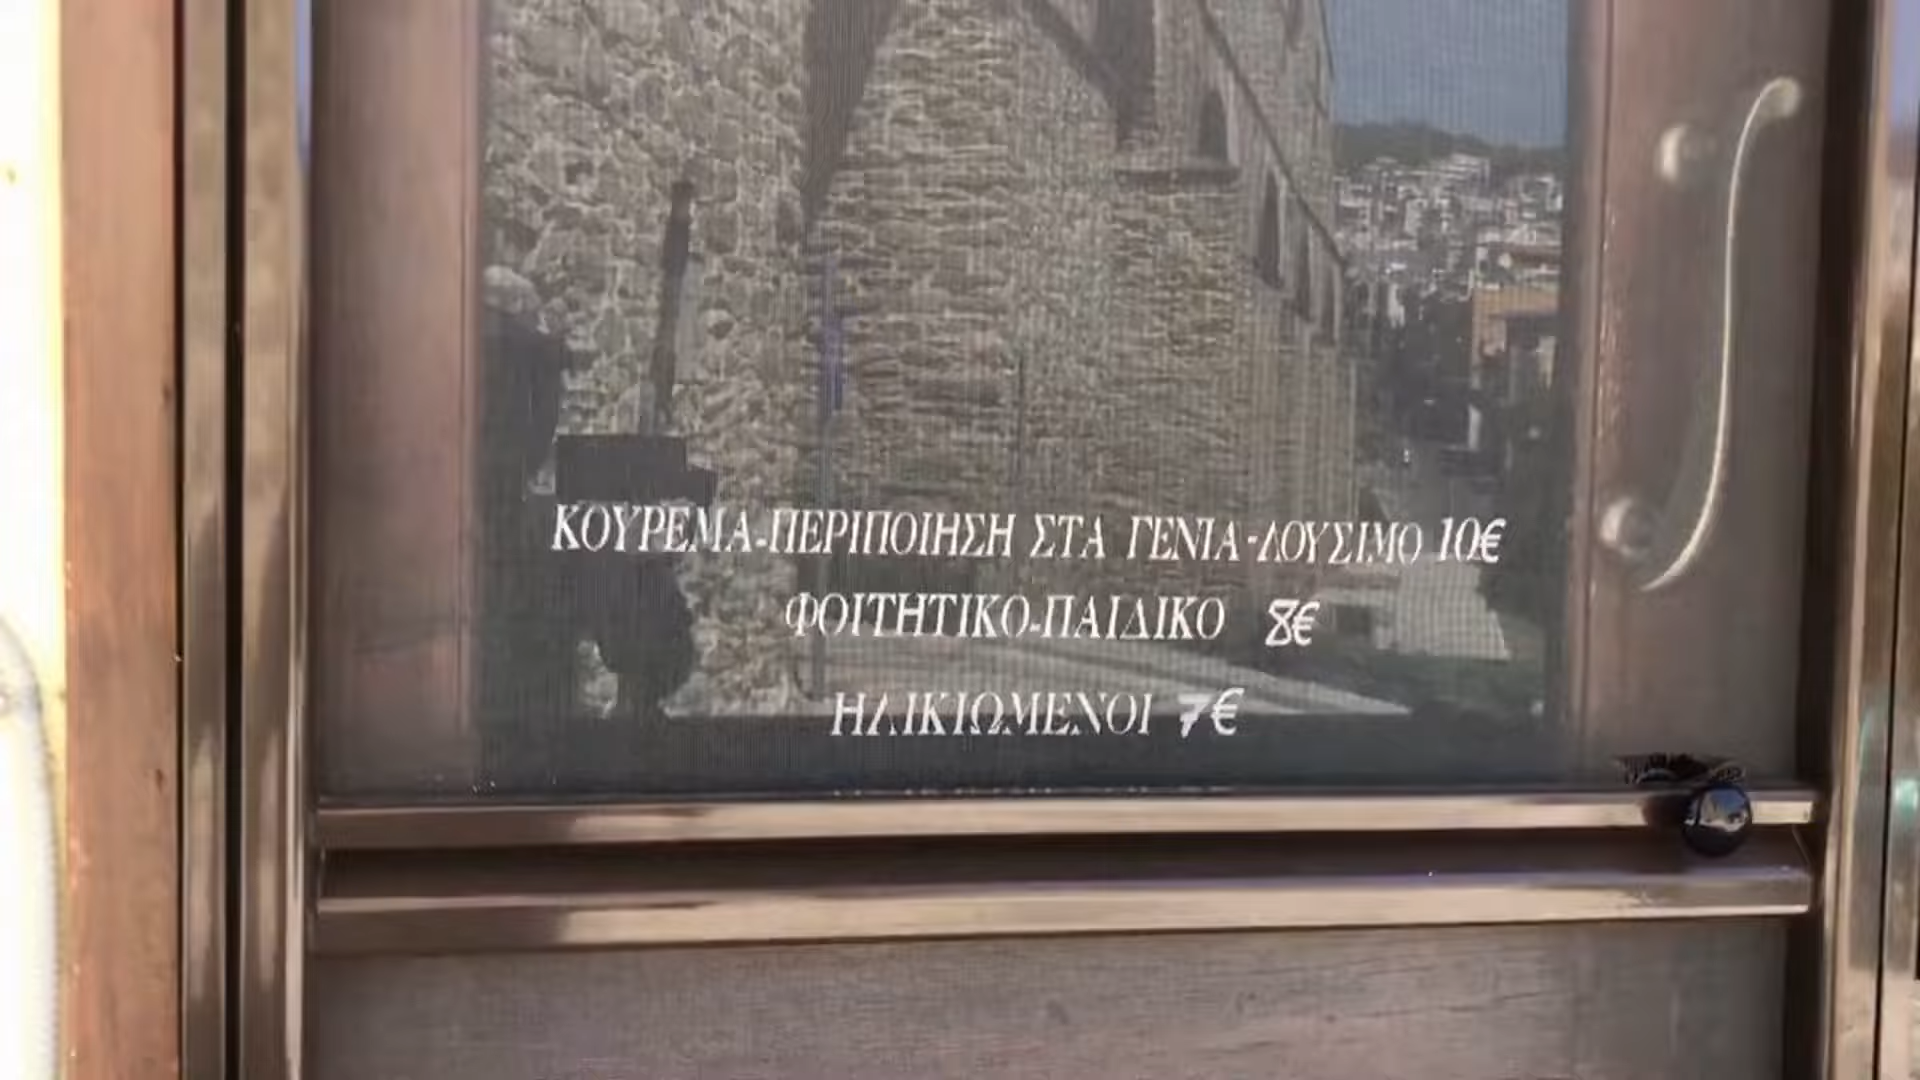 ΚΟΥΡΕΜΑ-ΠΕΡΙΠΟΙΗΣΗ ΣΤΑ ΓΕΝΙΑ-ΛΟΥΣΙΜΟ 10€
ΦΟΙΤΗΤΙΚΟ-ΠΑΙΔΙΚΟ 8€
ΗΛΙΚΙΩΜΕΝΟΙ 7€